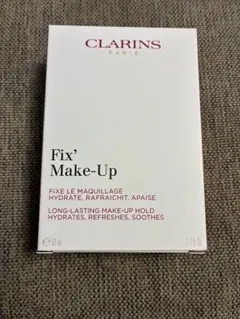 CLARINS
PARIS
Fix'
Make-Up
FIXE LE MAQUILLAGE
HYDRATE, RAFRAICHIT, APAISE
LONG-LASTING MAKE-UP HOLD
HYDRATES, REFRESHES, SOOTHES